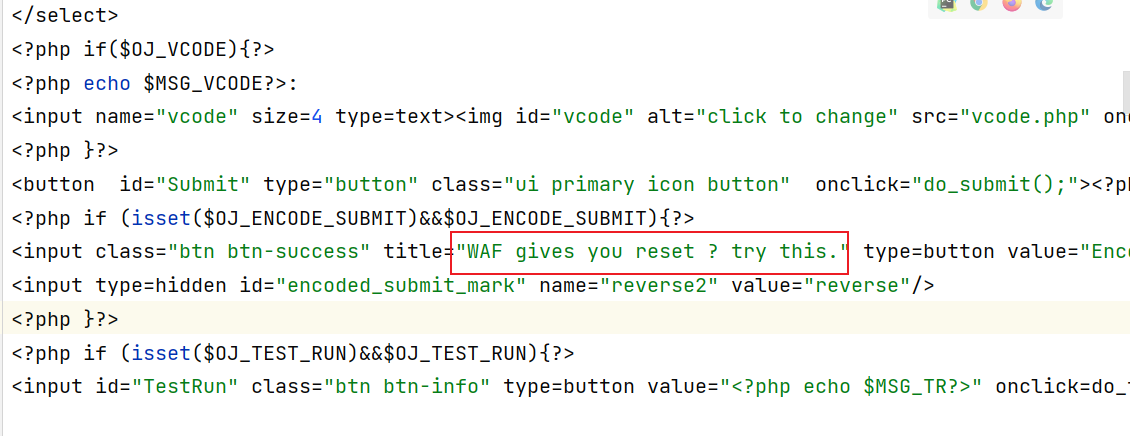 </select>
<?php if($OJ_VCODE){?>
<?php echo $MSG_VCODE?>:
<input name="vcode" size=4 type=text><img id="vcode" alt="click to change" src="vcode.php" on
<?php }?>
<button  id="Submit" type="button" class="ui primary icon button"  onclick="do_submit();"><?p
<?php if (isset($OJ_ENCODE_SUBMIT)&&$OJ_ENCODE_SUBMIT){?>
<input class="btn btn-success" title="WAF gives you reset ? try this." type=button value="Enc
<input type=hidden id="encoded_submit_mark" name="reverse2" value="reverse"/>
<?php }?>
<?php if (isset($OJ_TEST_RUN)&&$OJ_TEST_RUN){?>
<input id="TestRun" class="btn btn-info" type=button value="<?php echo $MSG_TR?>" onclick=do_